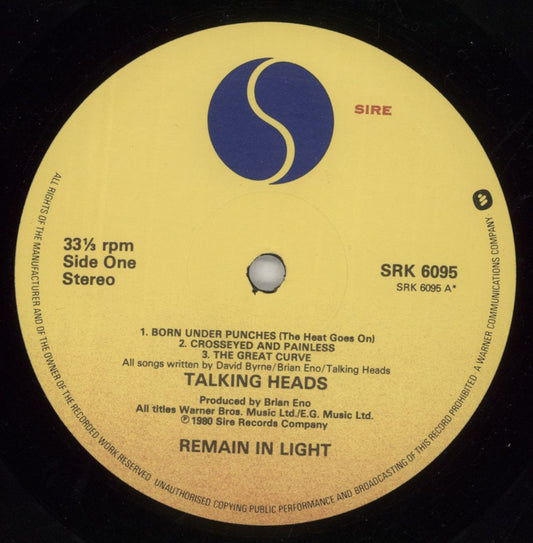 SIRE
33⅓ rpm
Side One
Stereo
SRK 6095
SRK 6095 A*
1. BORN UNDER PUNCHES (The Heat Goes On)
2. CROSSEYED AND PAINLESS
3. THE GREAT CURVE
All songs written by David Byrne/Brian Eno/Talking Heads
TALKING HEADS
Produced by Brian Eno
All titles Warner Bros. Music Ltd./E.G. Music Ltd.
℗ 1980 Sire Records Company
REMAIN IN LIGHT
ALL RIGHTS OF THE MANUFACTURER AND OF THE OWNER OF THE RECORDED WORK RESERVED UNAUTHORISED COPYING PUBLIC PERFORMANCE AND BROADCASTING OF THIS RECORD PROHIBITED A WARNER COMMUNICATIONS COMPANY